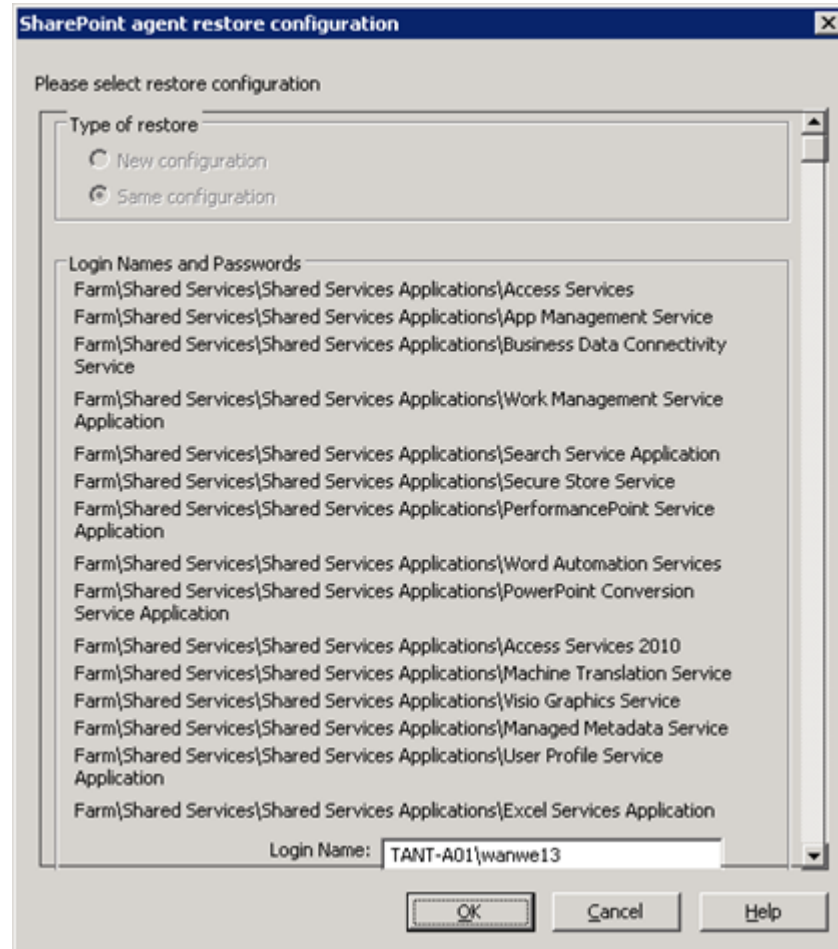 SharePoint agent restore configuration
Please select restore configuration
Type of restore
New configuration
Same configuration
Login Names and Passwords
Farm\Shared Services\Shared Services Applications\Access Services
Farm\Shared Services\Shared Services Applications\App Management Service
Farm\Shared Services\Shared Services Applications\Business Data Connectivity
Service
Farm\Shared Services\Shared Services Applications\Work Management Service
Application
Farm\Shared Services\Shared Services Applications\Search Service Application
Farm\Shared Services\Shared Services Applications\Secure Store Service
Farm\Shared Services\Shared Services Applications\PerformancePoint Service
Application
Farm\Shared Services\Shared Services Applications\Word Automation Services
Farm\Shared Services\Shared Services Applications\PowerPoint Conversion
Service Application
Farm\Shared Services\Shared Services Applications\Access Services 2010
Farm\Shared Services\Shared Services Applications\Machine Translation Service
Farm\Shared Services\Shared Services Applications\Visio Graphics Service
Farm\Shared Services\Shared Services Applications\Managed Metadata Service
Farm\Shared Services\Shared Services Applications\User Profile Service
Application
Farm\Shared Services\Shared Services Applications\Excel Services Application
Login Name: TANT-A01\wanwe13
OK Cancel Help